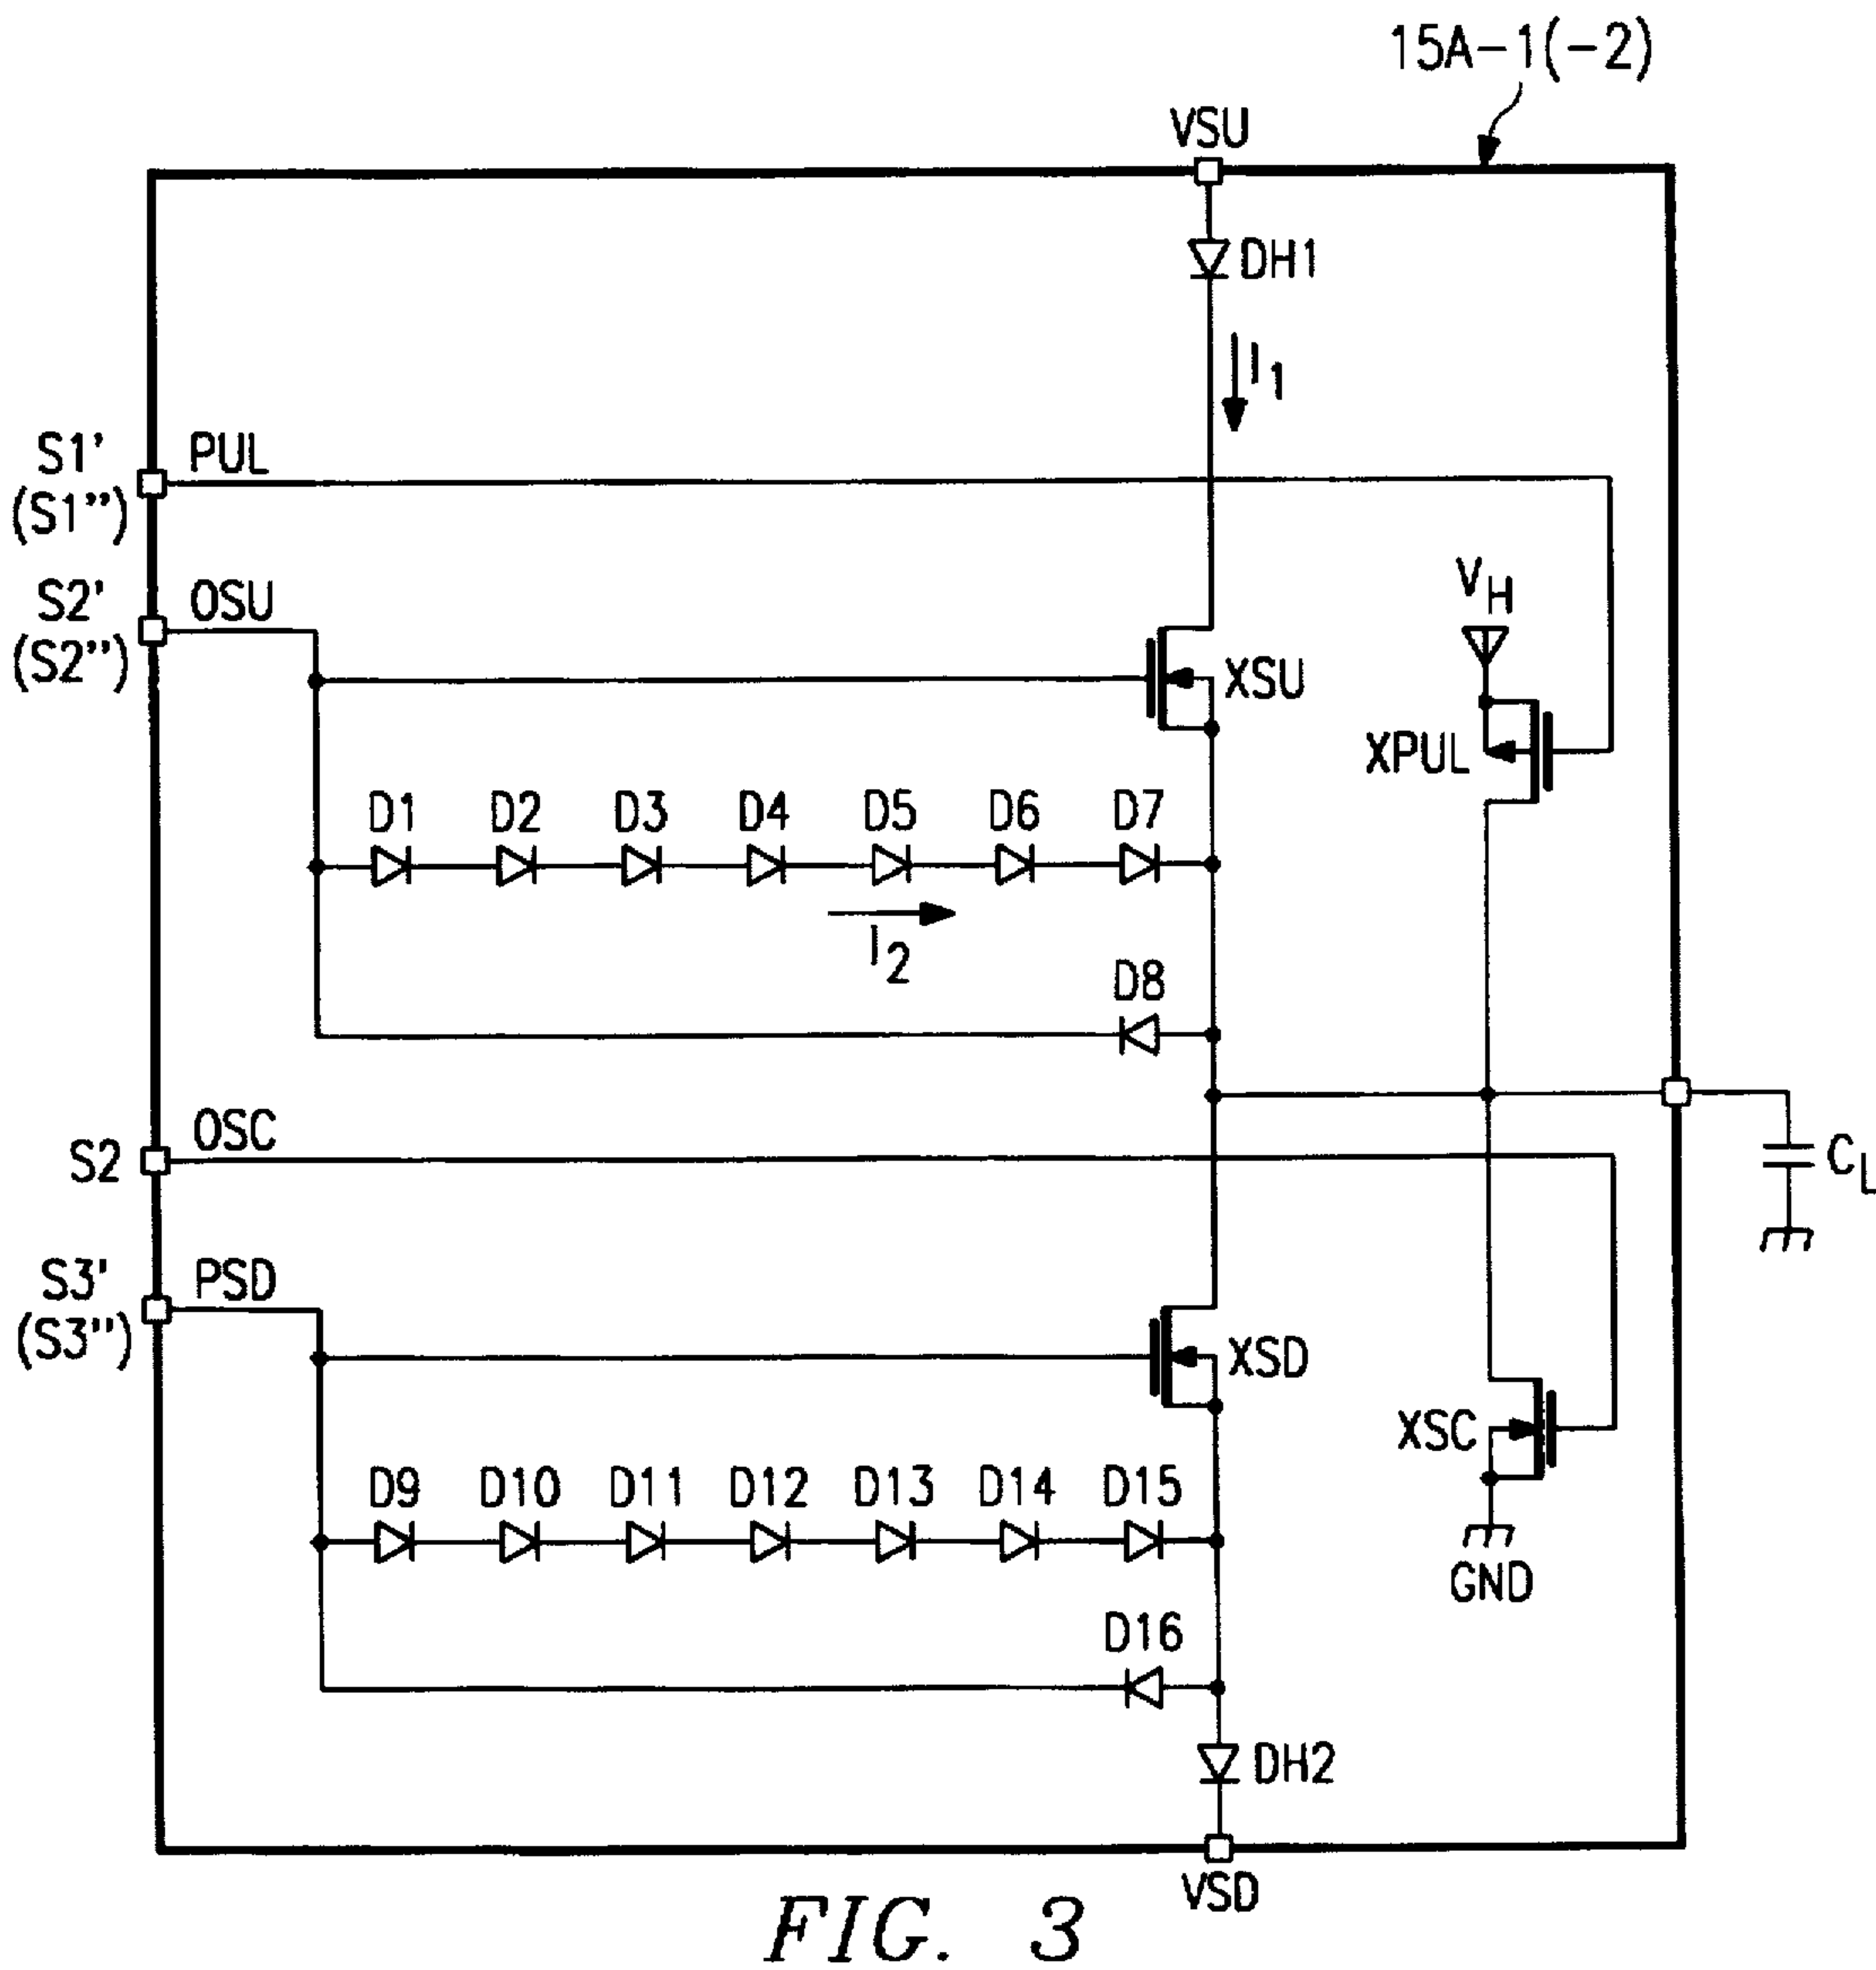 15A-1(-2)
VSU
DH1
I1
S1' PUL
(S1")
S2' OSU
(S2")
VH
XSU
XPUL
D1 D2 D3 D4 D5 D6 D7
I2
D8
S2 OSC
CL
S3' PSD
(S3")
XSD
XSC
D9 D10 D11 D12 D13 D14 D15
GND
D16
DH2
VSD
FIG. 3